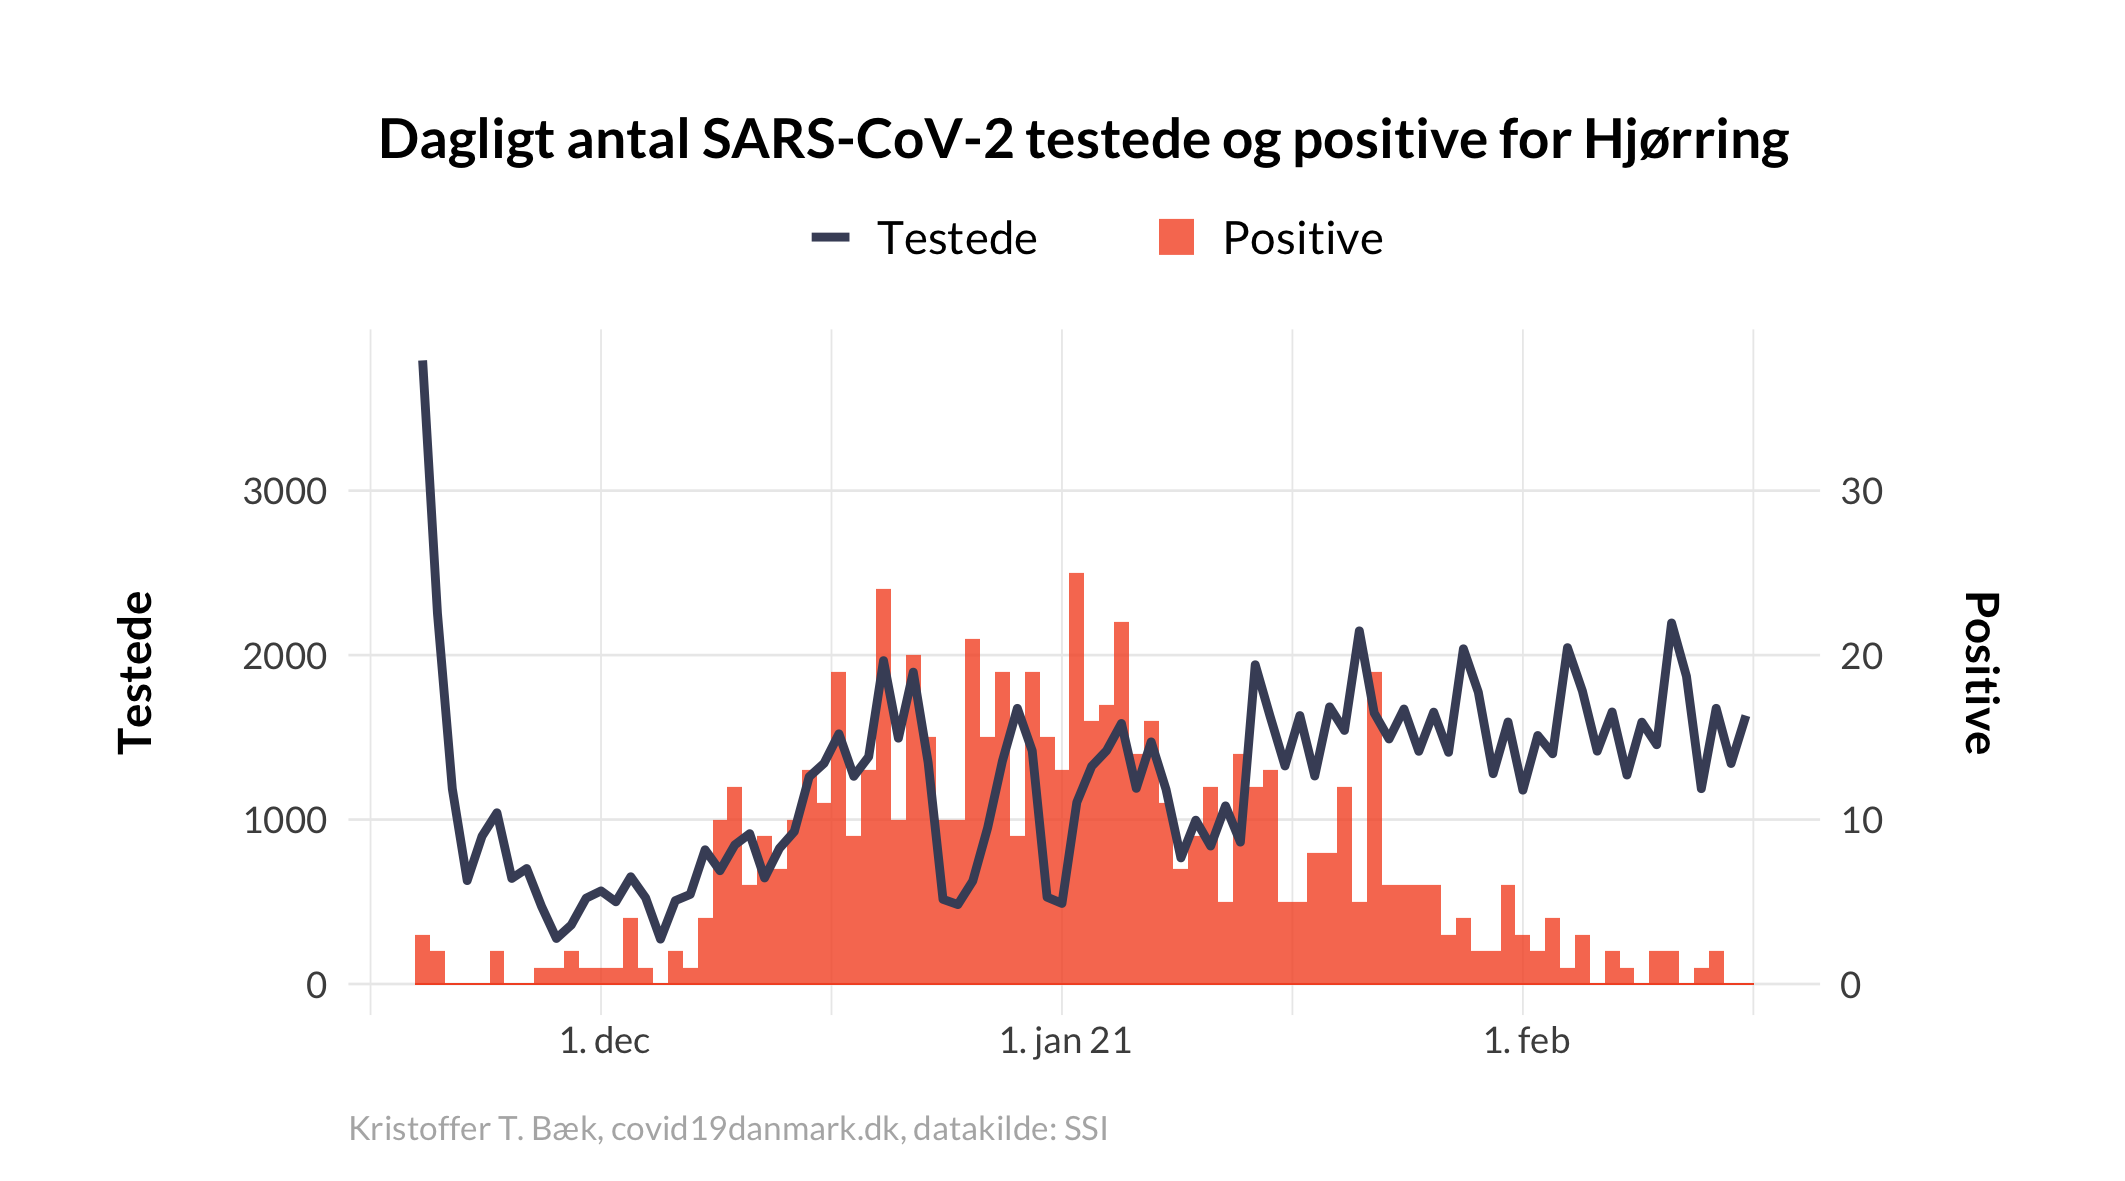 Dagligt antal SARS-CoV-2 testede og positive for Hjørring
Testede
Positive
3000
2000
1000
0
Testede
30
20
10
0
Positive
1. dec
1. jan 21
1. feb
Kristoffer T. Bæk, covid19danmark.dk, datakilde: SSI